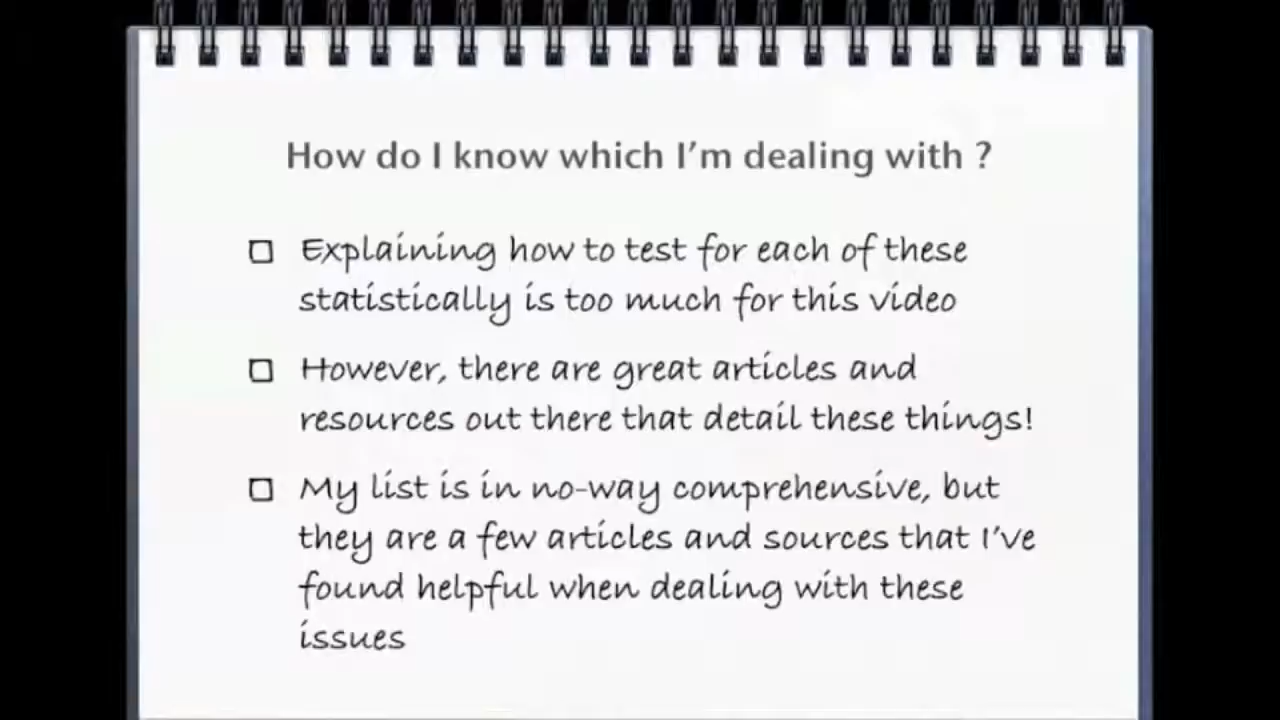 How do I know which I'm dealing with ?
Explaining how to test for each of these
statistically is too much for this video
However, there are great articles and
resources out there that detail these things!
My list is in no-way comprehensive, but
they are a few articles and sources that I've
found helpful when dealing with these
issues